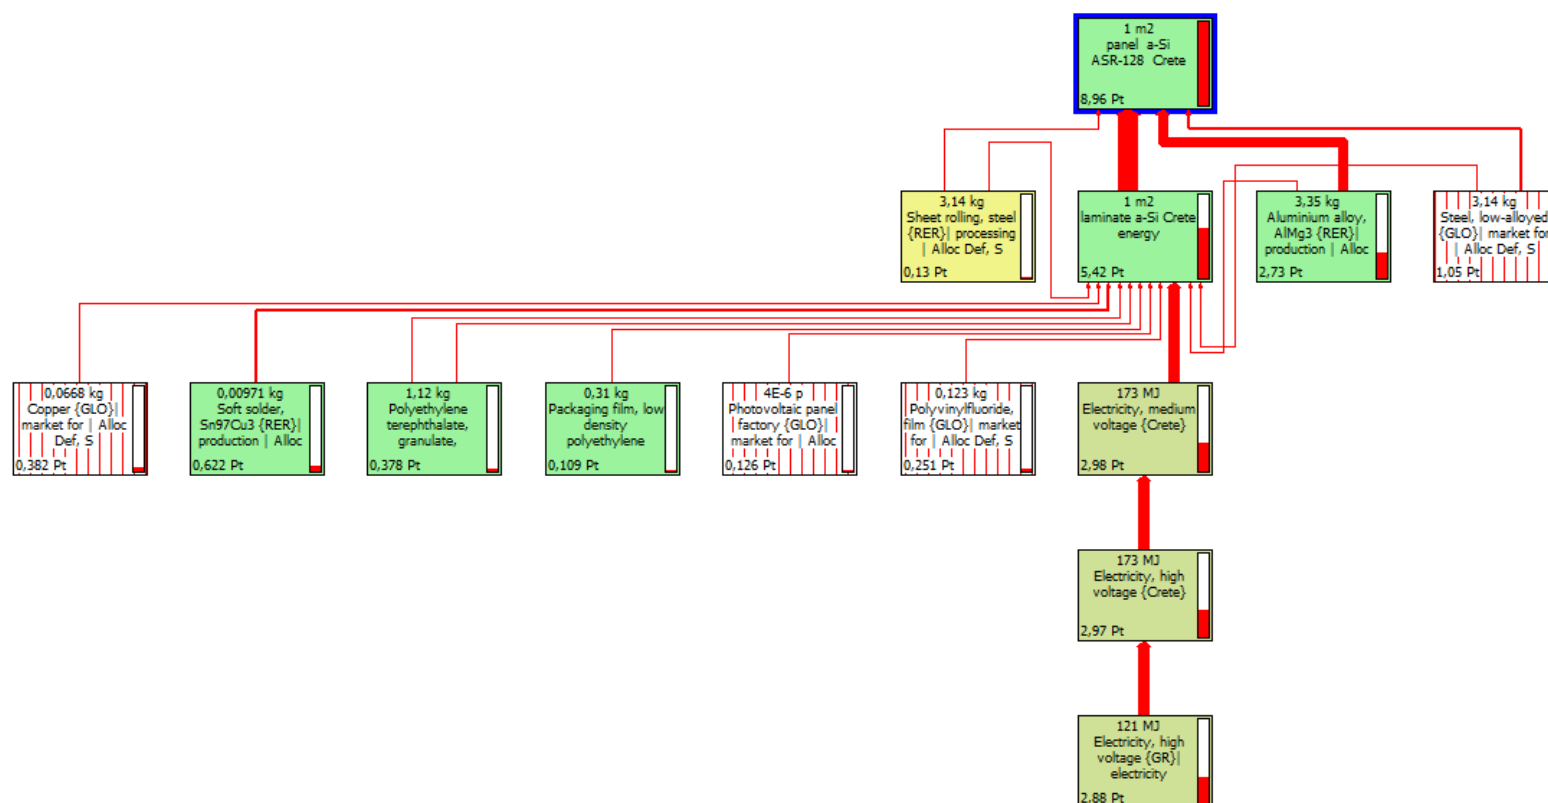 1 m2
panel a-Si
ASR-128 Crete
8,96 Pt
3,14 kg
Sheet rolling, steel
{RER}| processing
| Alloc Def, S
0,13 Pt
1 m2
laminate a-Si Crete
energy
5,42 Pt
3,35 kg
Aluminium alloy,
AlMg3 {RER}|
production | Alloc
2,73 Pt
3,14 kg
Steel, low-alloyed
{GLO}| market for
| Alloc Def, S
1,05 Pt
0,0668 kg
Copper {GLO}|
market for | Alloc
Def, S
0,382 Pt
0,00971 kg
Soft solder,
Sn97Cu3 {RER}|
production | Alloc
0,622 Pt
1,12 kg
Polyethylene
terephthalate,
granulate,
0,378 Pt
0,31 kg
Packaging film, low
density
polyethylene
0,109 Pt
4E-6 p
Photovoltaic panel
factory {GLO}|
market for | Alloc
0,126 Pt
0,123 kg
Polyvinylfluoride,
film {GLO}| market
for | Alloc Def, S
0,251 Pt
173 MJ
Electricity, medium
voltage {Crete}
2,98 Pt
173 MJ
Electricity, high
voltage {Crete}
2,97 Pt
121 MJ
Electricity, high
voltage {GR}|
electricity
2,88 Pt